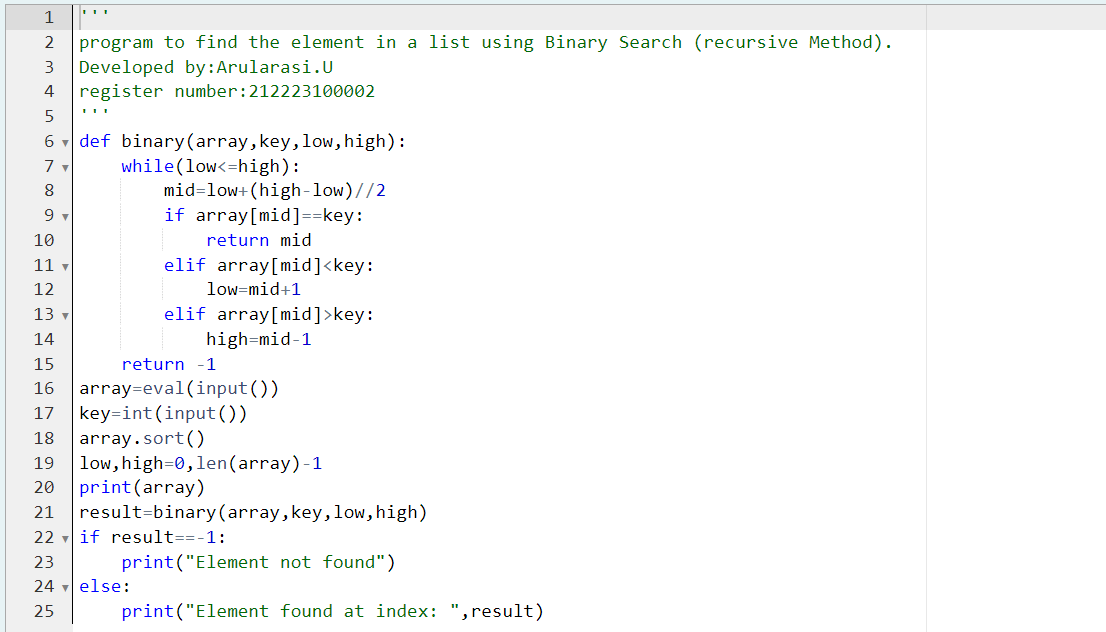 1 '''
2 program to find the element in a list using Binary Search (recursive Method).
3 Developed by:Arularasi.U
4 register number:212223100002
5 '''
6 def binary(array,key,low,high):
7     while(low<=high):
8         mid=low+(high-low)//2
9         if array[mid]==key:
10             return mid
11         elif array[mid]<key:
12             low=mid+1
13         elif array[mid]>key:
14             high=mid-1
15     return -1
16 array=eval(input())
17 key=int(input())
18 array.sort()
19 low,high=0,len(array)-1
20 print(array)
21 result=binary(array,key,low,high)
22 if result==-1:
23     print("Element not found")
24 else:
25     print("Element found at index: ",result)